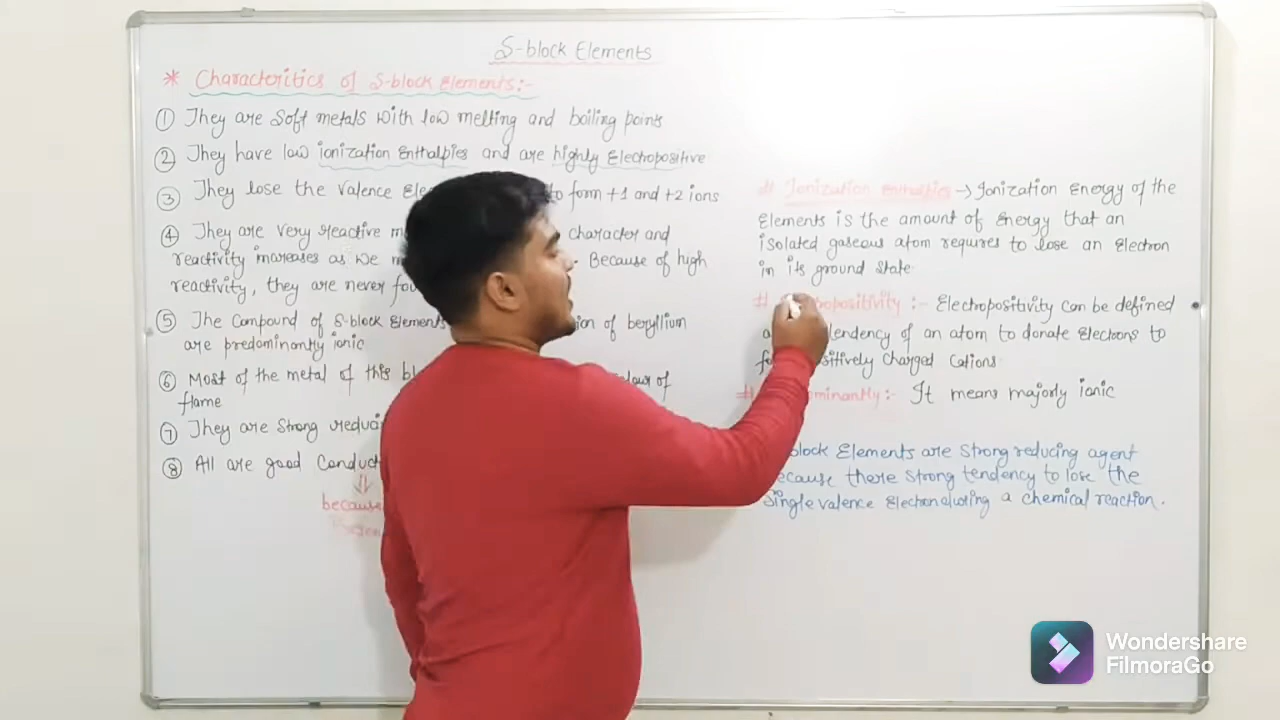 S-block Elements
* Characteritics of S-block Elements:-
① They are soft metals with low melting and boiling points
② They have low ionization Enthalpies and are highly Electropositive
③ They lose the valence to form +1 and +2 ions
④ They are very reactive character and
reactivity increases as we Because of high
reactivity, they are never
⑤ The Compound of S-block Elements of beryllium
are predominantly ionic
⑥ Most of the metal of this of
flame
⑦ They are strong
⑧ All are good
⇓
because
# Ionization Enthalpies → Ionization Energy of the
Elements is the amount of Energy that an
isolated gaseous atom requires to lose an Electron
in its ground state
# :- Electropositivity can be defined
tendency of an atom to donate Electrons to
charged Cations
# :- It means majorly ionic
block Elements are strong reducing agent
there strong tendency to lose the
Single valence Electron during a chemical reaction.
Wondershare
FilmoraGo